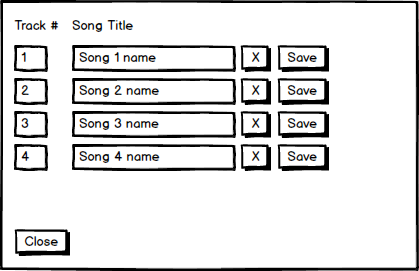 Track # Song Title
1 Song 1 name X Save
2 Song 2 name X Save
3 Song 3 name X Save
4 Song 4 name X Save
Close